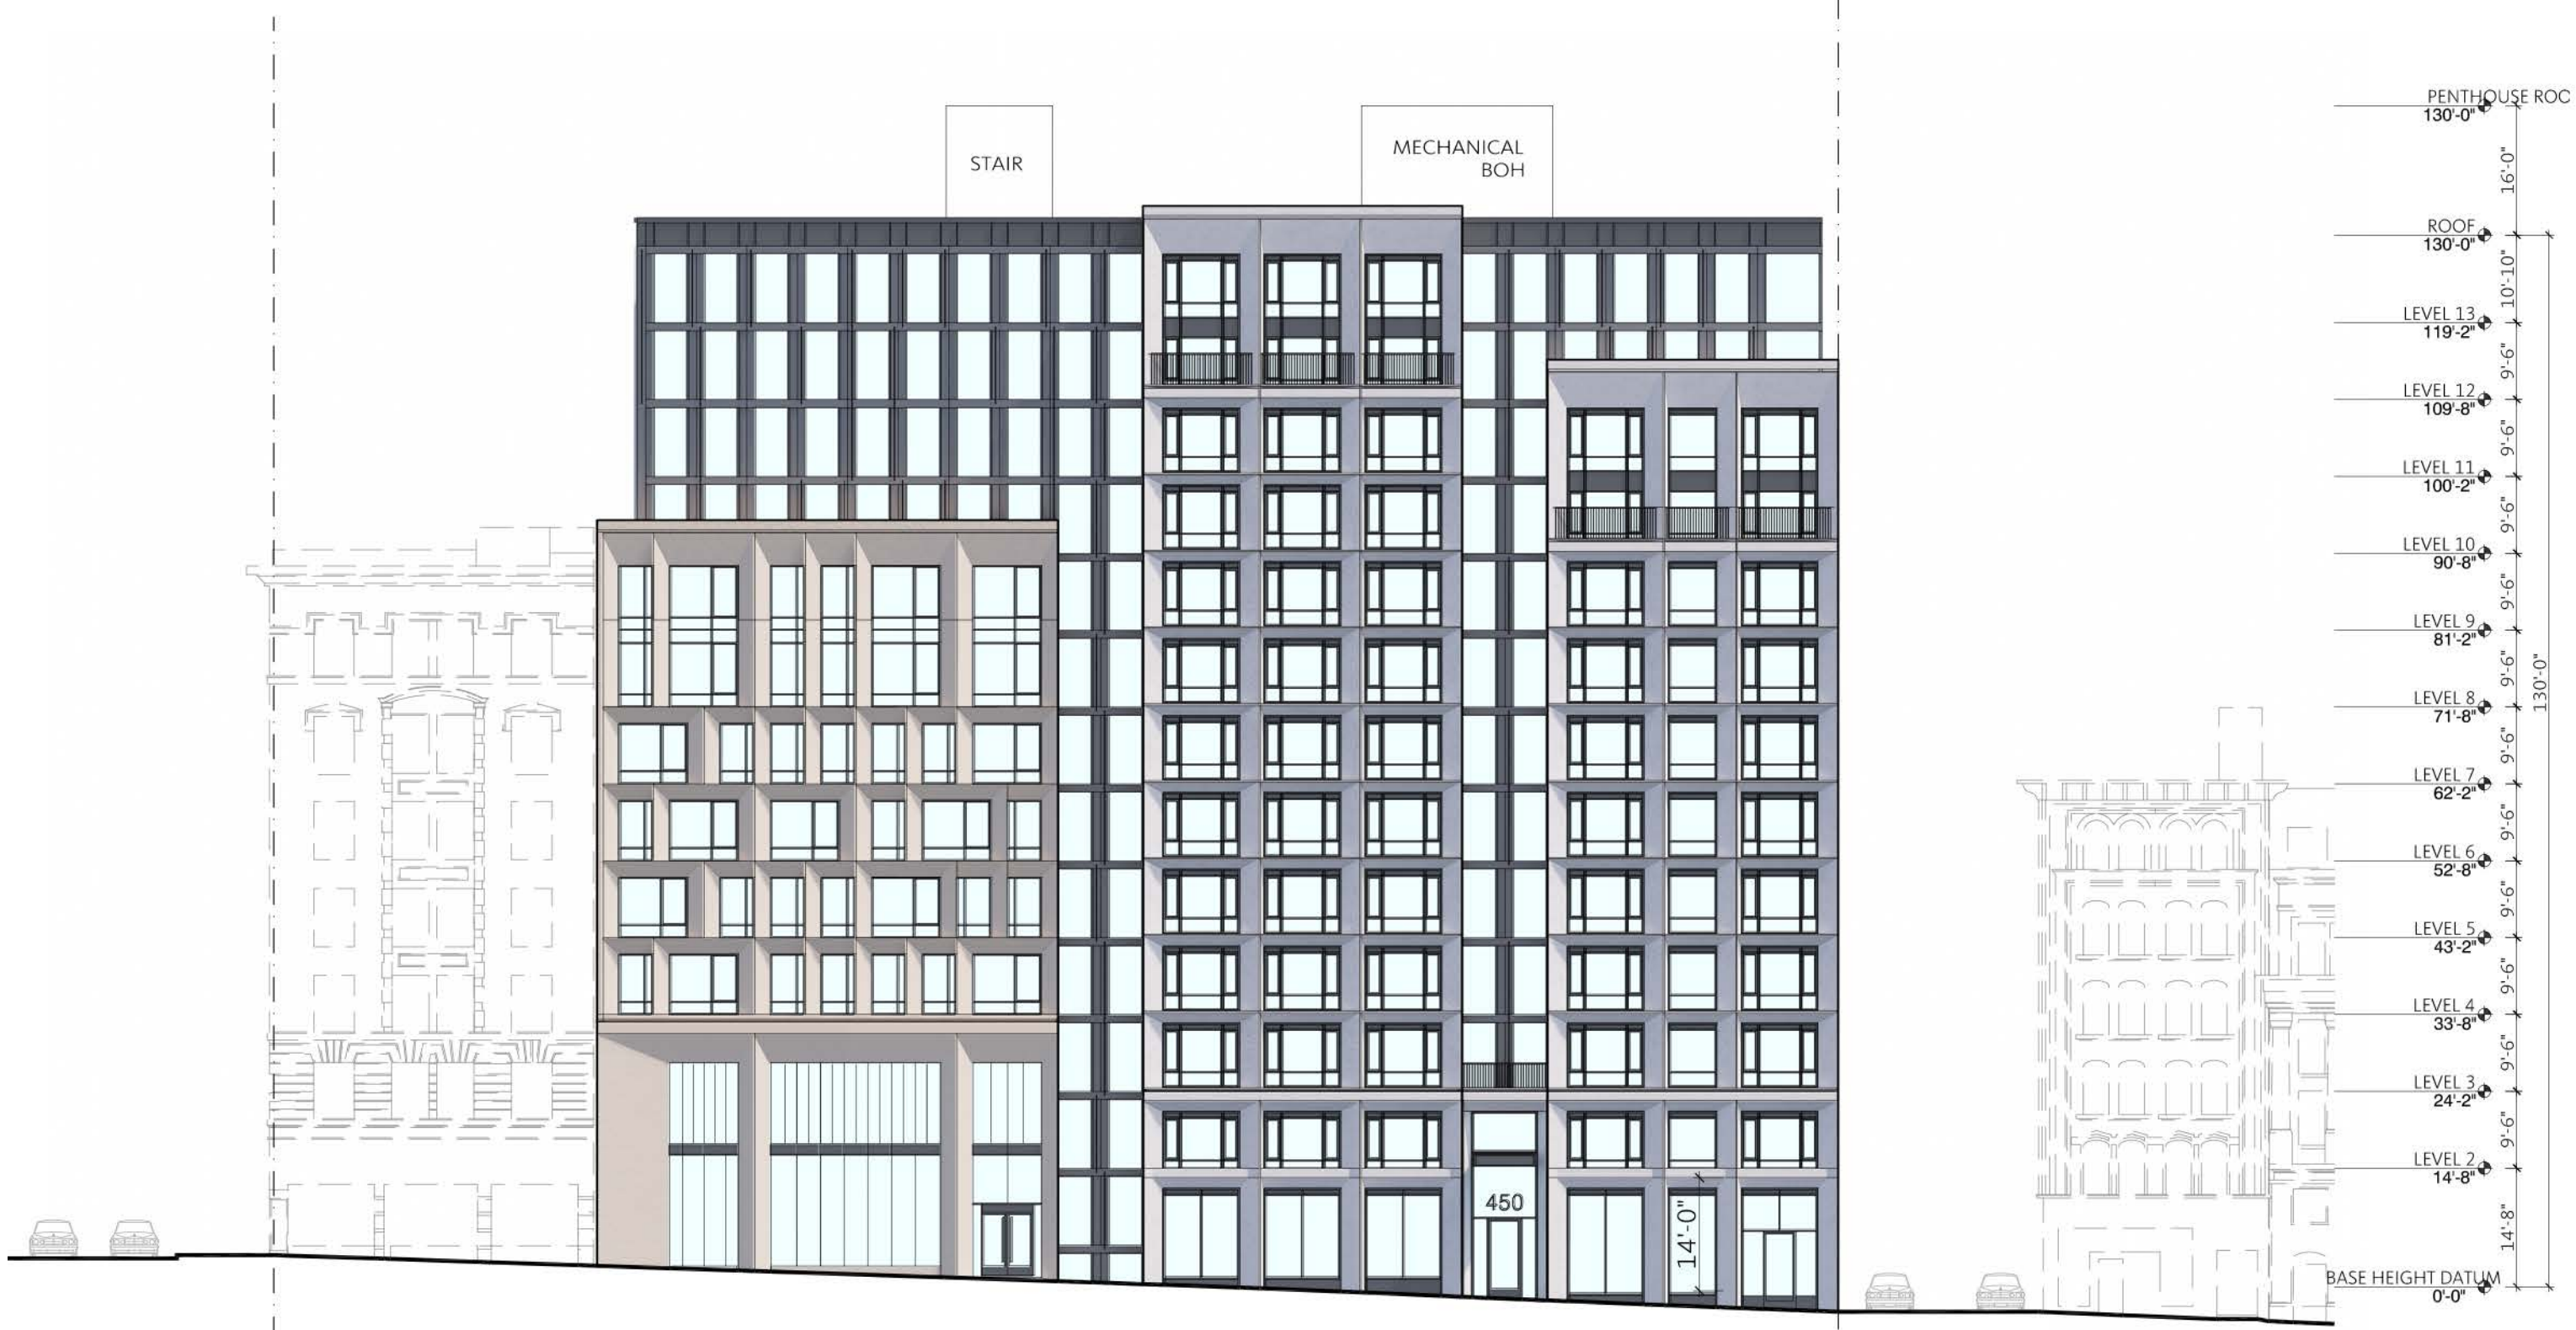 PENTHOUSE ROO
130'-0"
16'-0"
STAIR
MECHANICAL
BOH
ROOF
130'-0"
10'-10"
LEVEL 13
119'-2"
9'-6"
LEVEL 12
109'-8"
9'-6"
LEVEL 11
100'-2"
9'-6"
LEVEL 10
90'-8"
9'-6"
LEVEL 9
81'-2"
9'-6"
130'-0"
LEVEL 8
71'-8"
9'-6"
LEVEL 7
62'-2"
9'-6"
LEVEL 6
52'-8"
9'-6"
LEVEL 5
43'-2"
9'-6"
LEVEL 4
33'-8"
9'-6"
LEVEL 3
24'-2"
9'-6"
LEVEL 2
14'-8"
450
14'-0"
14'-8"
BASE HEIGHT DATUM
0'-0"